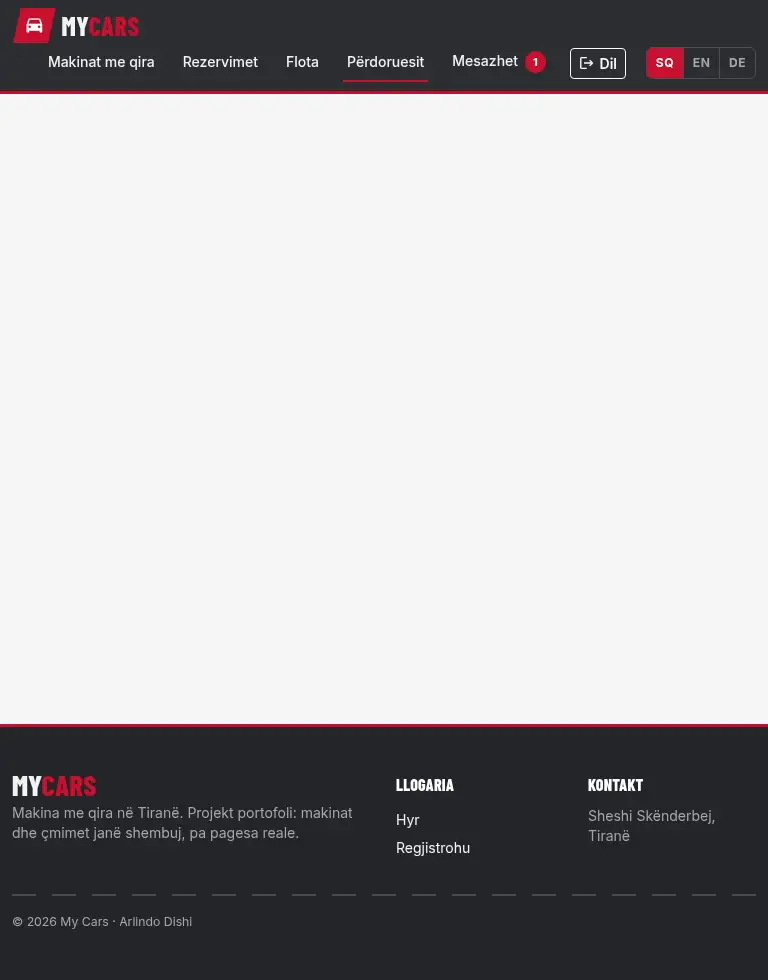 MYCARS
Makinat me qira Rezervimet Flota Përdoruesit Mesazhet 1 Dil SQ EN DE
MYCARS
Makina me qira në Tiranë. Projekt portofoli: makinat
dhe çmimet janë shembuj, pa pagesa reale.
LLOGARIA
Hyr
Regjistrohu
KONTAKT
Sheshi Skënderbej,
Tiranë
© 2026 My Cars · Arlindo Dishi